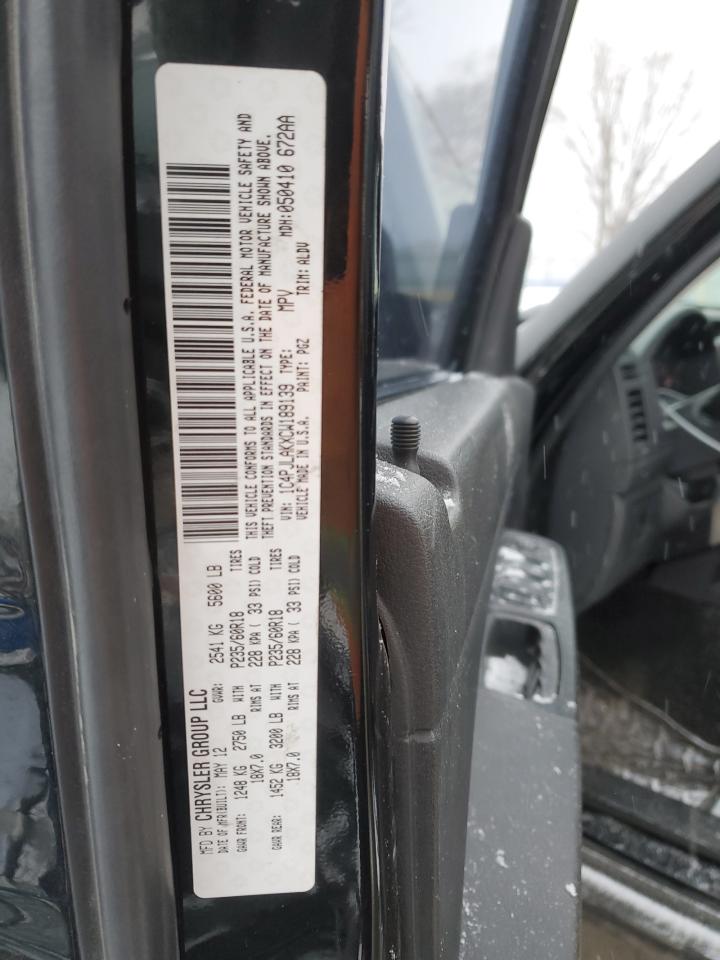 MFD BY CHRYSLER GROUP LLC
DATE OF MFR(BUILT): MAY 12 GVWR: 2541 KG 5600 LB
GAWR FRONT: 1248 KG 2750 LB WITH P235/60R18 TIRES
18X7.0 RIMS AT 228 KPA ( 33 PSI) COLD
GAWR REAR: 1452 KG 3200 LB WITH P235/60R18 TIRES
18X7.0 RIMS AT 228 KPA ( 33 PSI) COLD
THIS VEHICLE CONFORMS TO ALL APPLICABLE U.S.A. FEDERAL MOTOR VEHICLE SAFETY AND
THEFT PREVENTION STANDARDS IN EFFECT ON THE DATE OF MANUFACTURE SHOWN ABOVE.
VIN: 1C4PJLAKXCW189139 TYPE: MPV MDH:050410 672AA
VEHICLE MADE IN U.S.A. PAINT: PGZ TRIM: ALDV